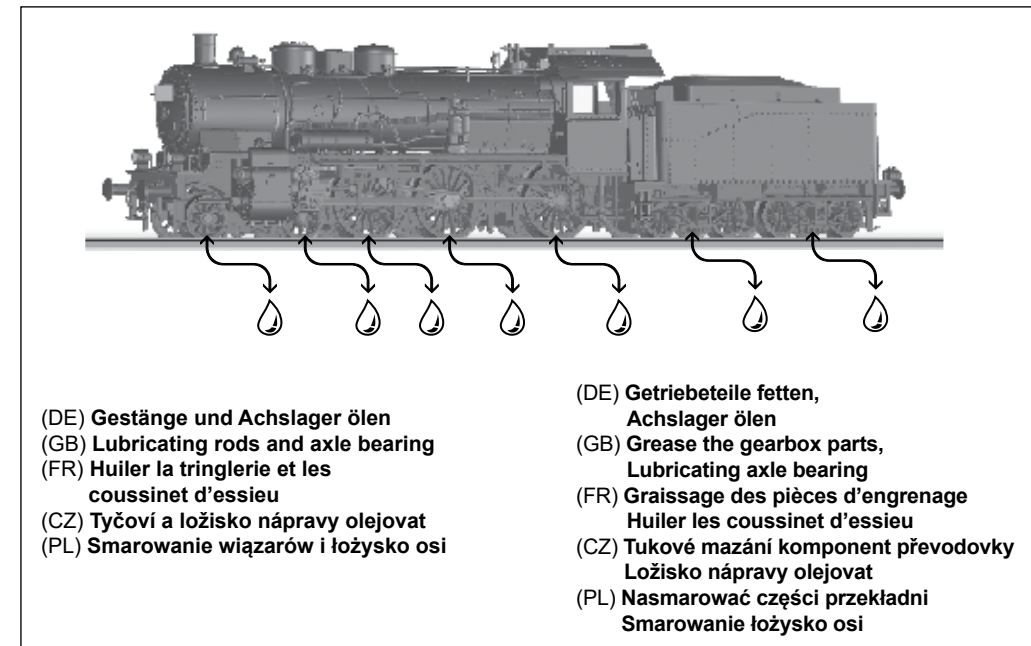 (DE) Gestänge und Achslager ölen
(GB) Lubricating rods and axle bearing
(FR) Huiler la tringlerie et les
coussinet d’essieu
(CZ) Tyčoví a ložisko nápravy olejovat
(PL) Smarowanie wiązarów i łożysko osi
(DE) Getriebeteile fetten,
Achslager ölen
(GB) Grease the gearbox parts,
Lubricating axle bearing
(FR) Graissage des pièces d’engrenage
Huiler les coussinet d’essieu
(CZ) Tukové mazání komponent převodovky
Ložisko nápravy olejovat
(PL) Nasmarować części przekładni
Smarowanie łożysko osi